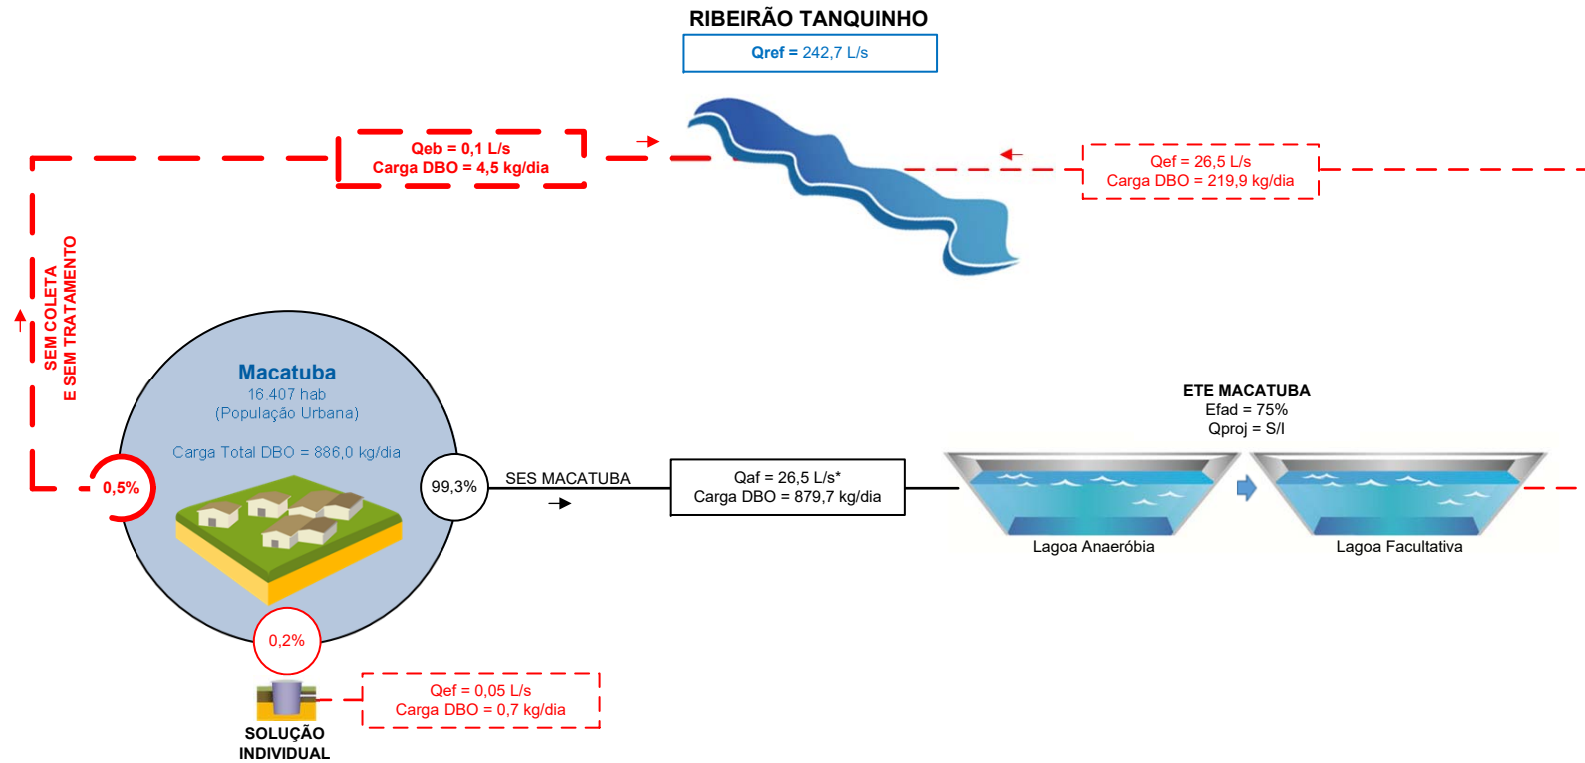 RIBEIRÃO TANQUINHO
Qref = 242,7 L/s
Qeb = 0,1 L/s
Carga DBO = 4,5 kg/dia
Qef = 26,5 L/s
Carga DBO = 219,9 kg/dia
SEM COLETA
E SEM TRATAMENTO
Macatuba
16.407 hab
(População Urbana)
Carga Total DBO = 886,0 kg/dia
0,5%
99,3%
SES MACATUBA
Qaf = 26,5 L/s*
Carga DBO = 879,7 kg/dia
ETE MACATUBA
Efad = 75%
Qproj = S/I
Lagoa Anaeróbia
Lagoa Facultativa
0,2%
Qef = 0,05 L/s
Carga DBO = 0,7 kg/dia
SOLUÇÃO
INDIVIDUAL